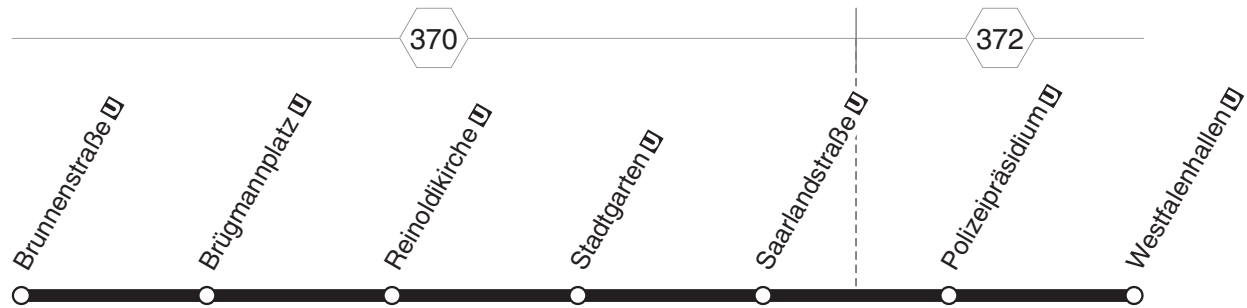 370
372
Brunnenstraße U
Brügmannplatz U
Reinoldikirche U
Stadtgarten U
Saarlandstraße U
Polizeipräsidium U
Westfalenhallen U